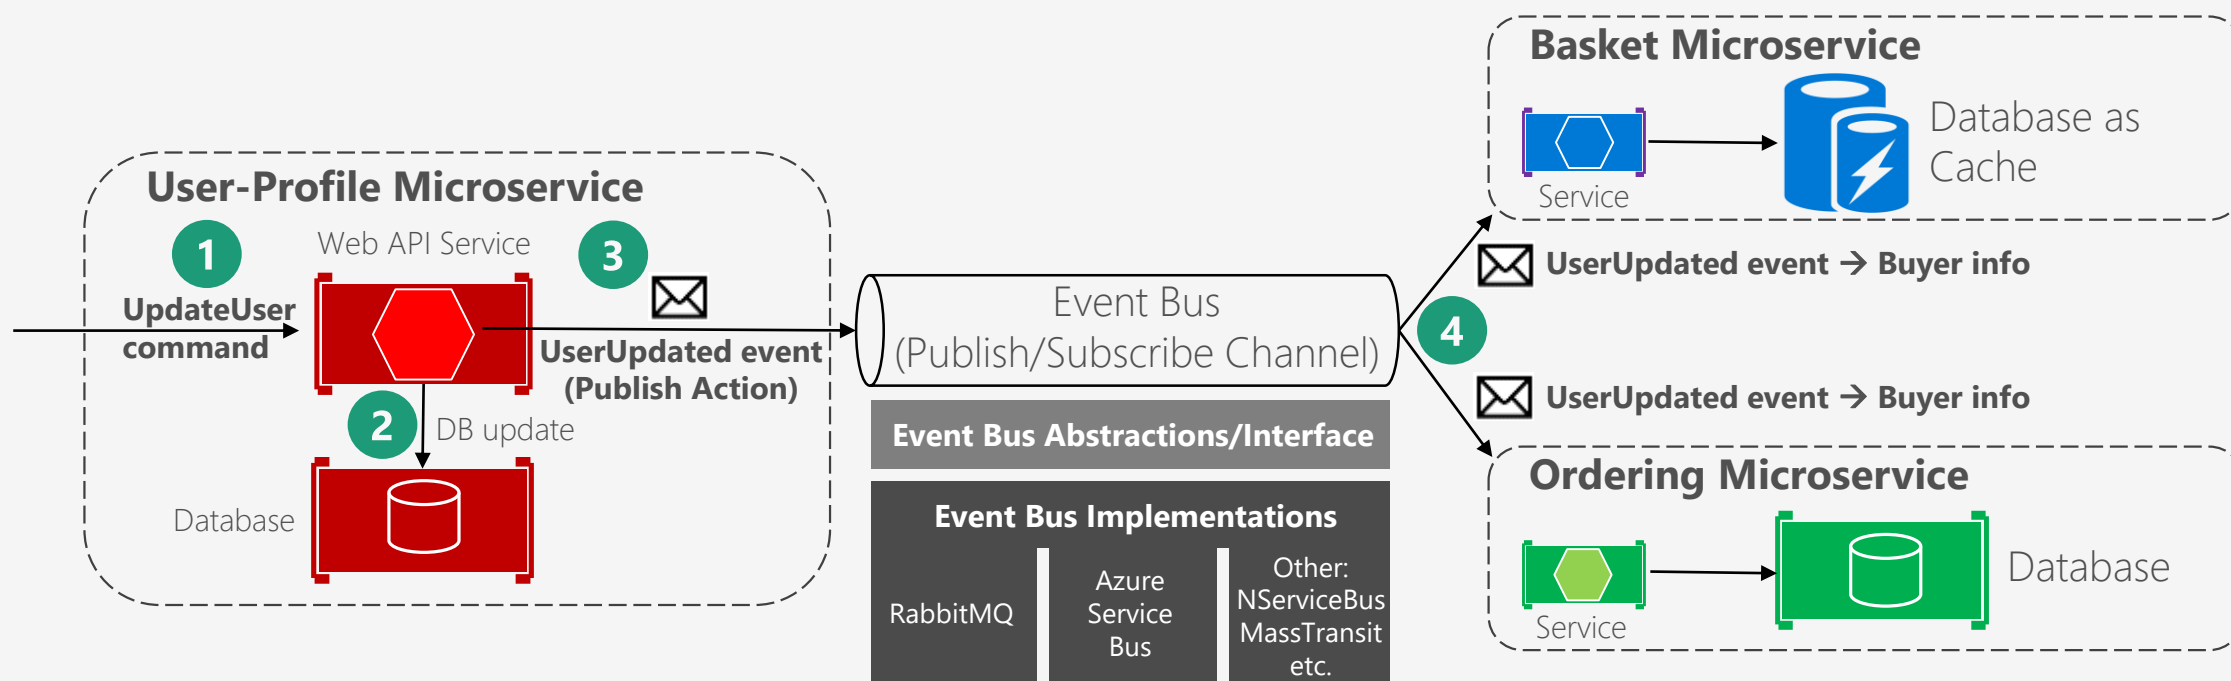 User-Profile Microservice
1
Web API Service
3
UpdateUser
command
UserUpdated event
(Publish Action)
2
DB update
Database
Event Bus
(Publish/Subscribe Channel)
Event Bus Abstractions/Interface
Event Bus Implementations
RabbitMQ
Azure
Service
Bus
Other:
NServiceBus
MassTransit
etc.
4
Basket Microservice
Service
Database as
Cache
UserUpdated event → Buyer info
UserUpdated event → Buyer info
Ordering Microservice
Service
Database